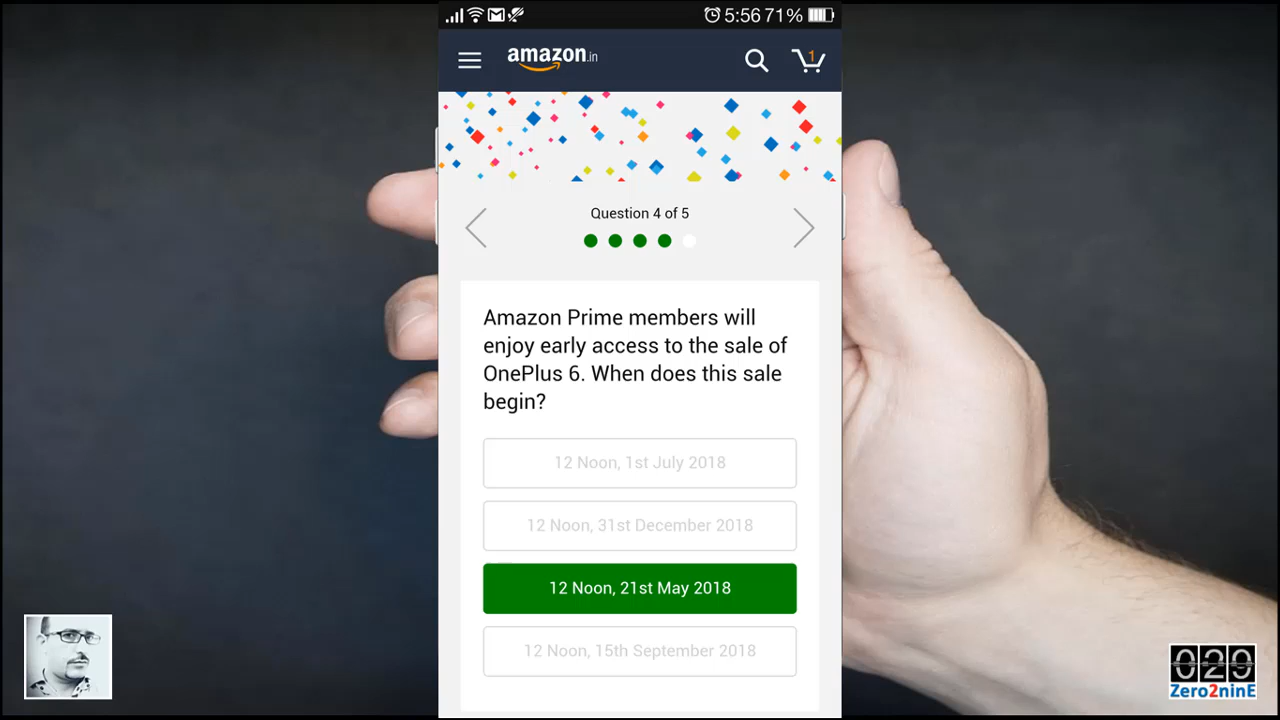 5:56 71%
amazon.in
1
Question 4 of 5
Amazon Prime members will
enjoy early access to the sale of
OnePlus 6. When does this sale
begin?
12 Noon, 1st July 2018
12 Noon, 31st December 2018
12 Noon, 21st May 2018
12 Noon, 15th September 2018
029
Zero2ninE